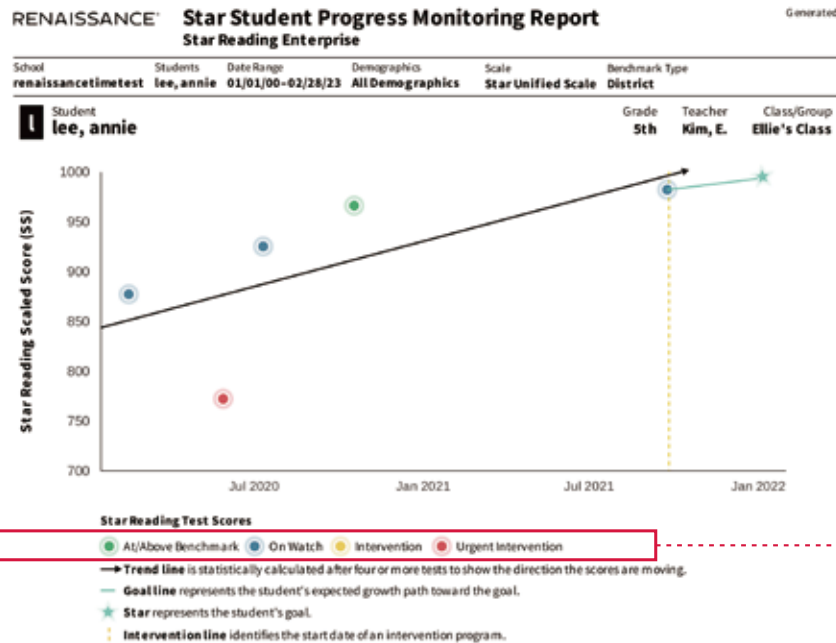 RENAISSANCE® Star Student Progress Monitoring Report Generated
Star Reading Enterprise
School Students Date Range Demographics Scale Benchmark Type
renaissancetimetest lee, annie 01/01/00–02/28/23 All Demographics Star Unified Scale District
l Student Grade Teacher Class/Group
lee, annie 5th Kim, E. Ellie's Class
Star Reading Scaled Score (SS)
1000
950
900
850
800
750
700
Jul 2020 Jan 2021 Jul 2021 Jan 2022
Star Reading Test Scores
At/Above Benchmark On Watch Intervention Urgent Intervention
Trend line is statistically calculated after four or more tests to show the direction the scores are moving.
Goal line represents the student's expected growth path toward the goal.
Star represents the student's goal.
Intervention line identifies the start date of an intervention program.